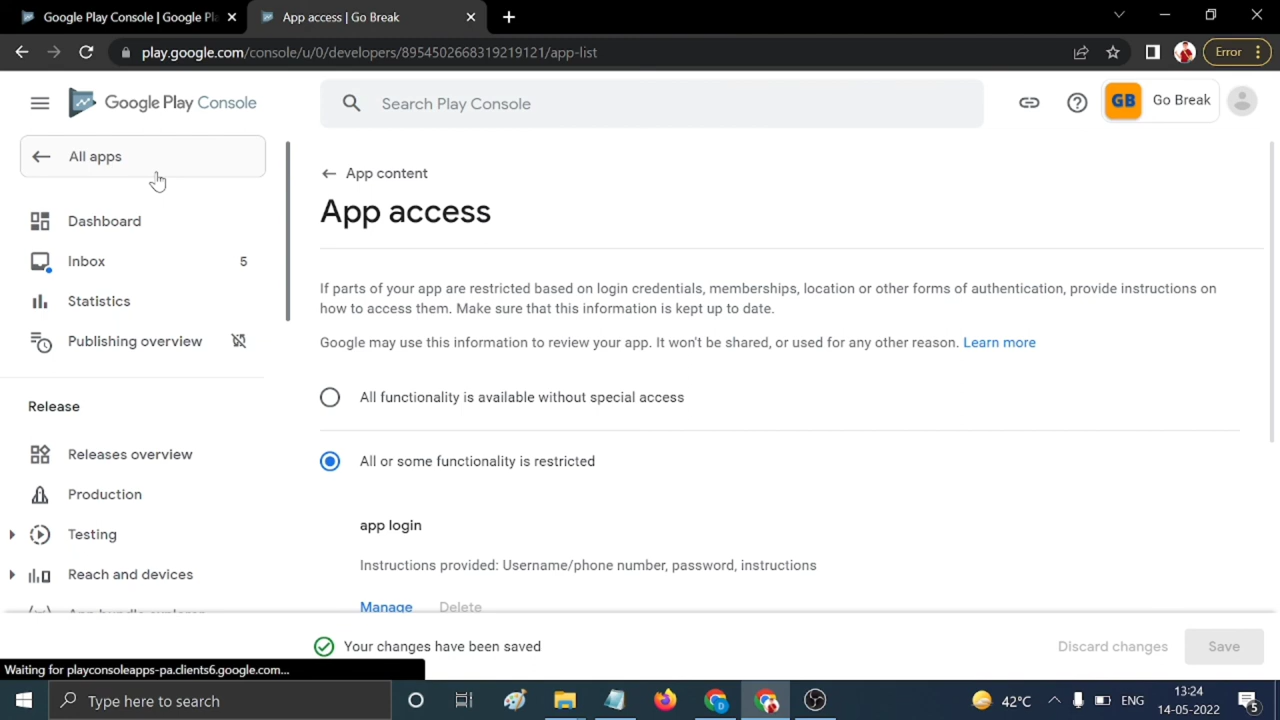 Google Play Console | Google Pl
App access | Go Break
play.google.com/console/u/0/developers/8954502668319219121/app-list
Error
Google Play Console
Search Play Console
GB
Go Break
All apps
Dashboard
Inbox
5
Statistics
Publishing overview
Release
Releases overview
Production
Testing
Reach and devices
App content
App access
If parts of your app are restricted based on login credentials, memberships, location or other forms of authentication, provide instructions on
how to access them. Make sure that this information is kept up to date.
Google may use this information to review your app. It won't be shared, or used for any other reason. Learn more
All functionality is available without special access
All or some functionality is restricted
app login
Instructions provided: Username/phone number, password, instructions
Manage
Delete
Your changes have been saved
Discard changes
Save
Waiting for playconsoleapps-pa.clients6.google.com...
Type here to search
42°C
ENG
13:24
14-05-2022
5